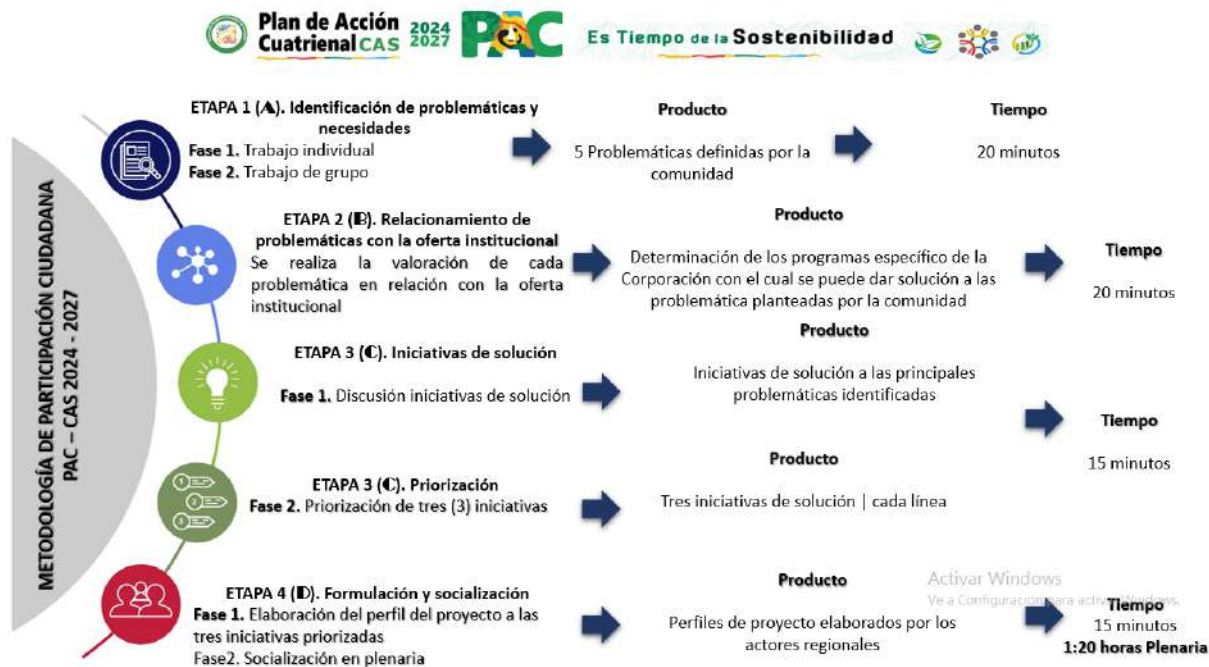 Plan de Acción
Cuatrienal CAS
2024
2027
PAC
Es Tiempo de la Sostenibilidad
METODOLOGÍA DE PARTICIPACIÓN CIUDADANA
PAC – CAS 2024 - 2027
ETAPA 1 (A). Identificación de problemáticas y
necesidades
Fase 1. Trabajo individual
Fase 2. Trabajo de grupo
Producto
5 Problemáticas definidas por la
comunidad
Tiempo
20 minutos
ETAPA 2 (B). Relacionamiento de
problemáticas con la oferta institucional
Se realiza la valoración de cada
problemática en relación con la oferta
institucional
Producto
Determinación de los programas específico de la
Corporación con el cual se puede dar solución a las
problemática planteadas por la comunidad
Tiempo
20 minutos
ETAPA 3 (C). Iniciativas de solución
Fase 1. Discusión iniciativas de solución
Producto
Iniciativas de solución a las principales
problemáticas identificadas
Tiempo
15 minutos
1
2
3
ETAPA 3 (C). Priorización
Fase 2. Priorización de tres (3) iniciativas
Producto
Tres iniciativas de solución | cada línea
ETAPA 4 (D). Formulación y socialización
Fase 1. Elaboración del perfil del proyecto a las
tres iniciativas priorizadas
Fase2. Socialización en plenaria
Producto
Perfiles de proyecto elaborados por los
actores regionales
Activar Windows
Ve a Configuración para activar Windows.
Tiempo
15 minutos
1:20 horas Plenaria